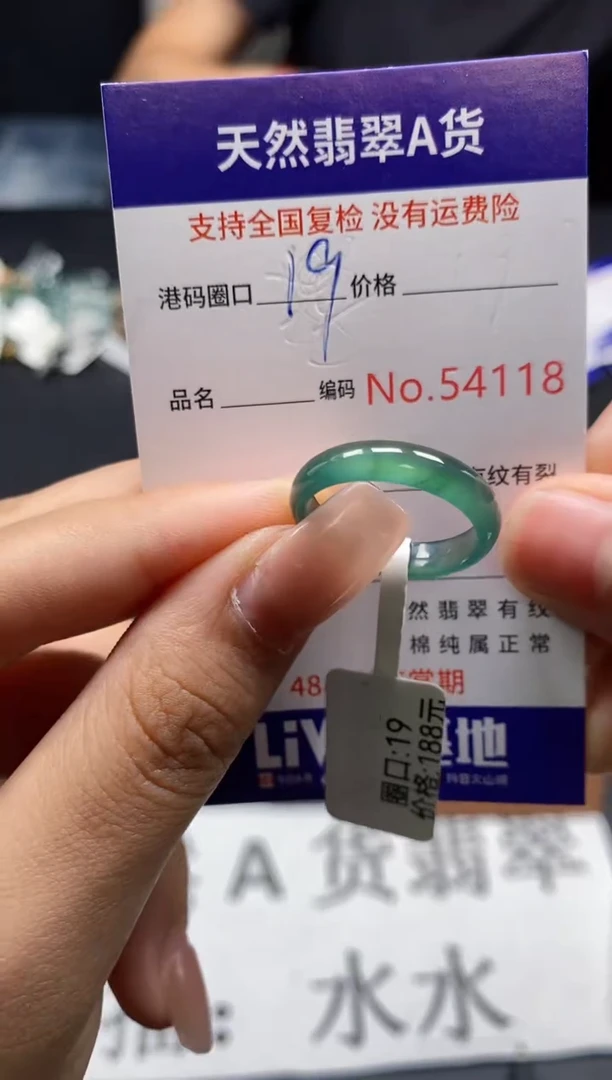 天然翡翠A货
支持全国复检 没有运费险
港码圈口 19 价格
品名 编码 No.54118
纹有裂
然翡翠有纹
棉纯属正常
48 期
LiV 基地
圈口:19
价格:188元
A 货翡翠
水水